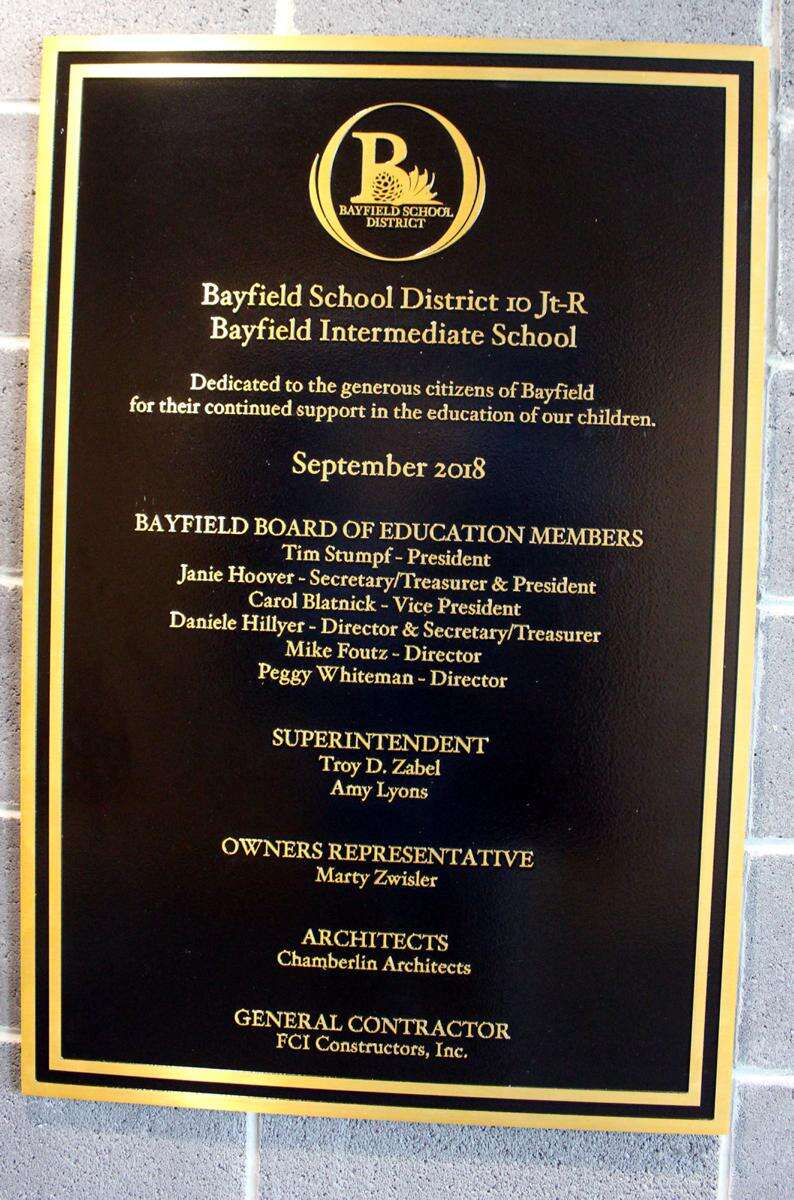 B
BAYFIELD SCHOOL
DISTRICT
Bayfield School District 10 Jt-R
Bayfield Intermediate School
Dedicated to the generous citizens of Bayfield
for their continued support in the education of our children.
September 2018
BAYFIELD BOARD OF EDUCATION MEMBERS
Tim Stumpf - President
Janie Hoover - Secretary/Treasurer & President
Carol Blatnick - Vice President
Daniele Hillyer - Director & Secretary/Treasurer
Mike Foutz - Director
Peggy Whiteman - Director
SUPERINTENDENT
Troy D. Zabel
Amy Lyons
OWNERS REPRESENTATIVE
Marty Zwisler
ARCHITECTS
Chamberlin Architects
GENERAL CONTRACTOR
FCI Constructors, Inc.